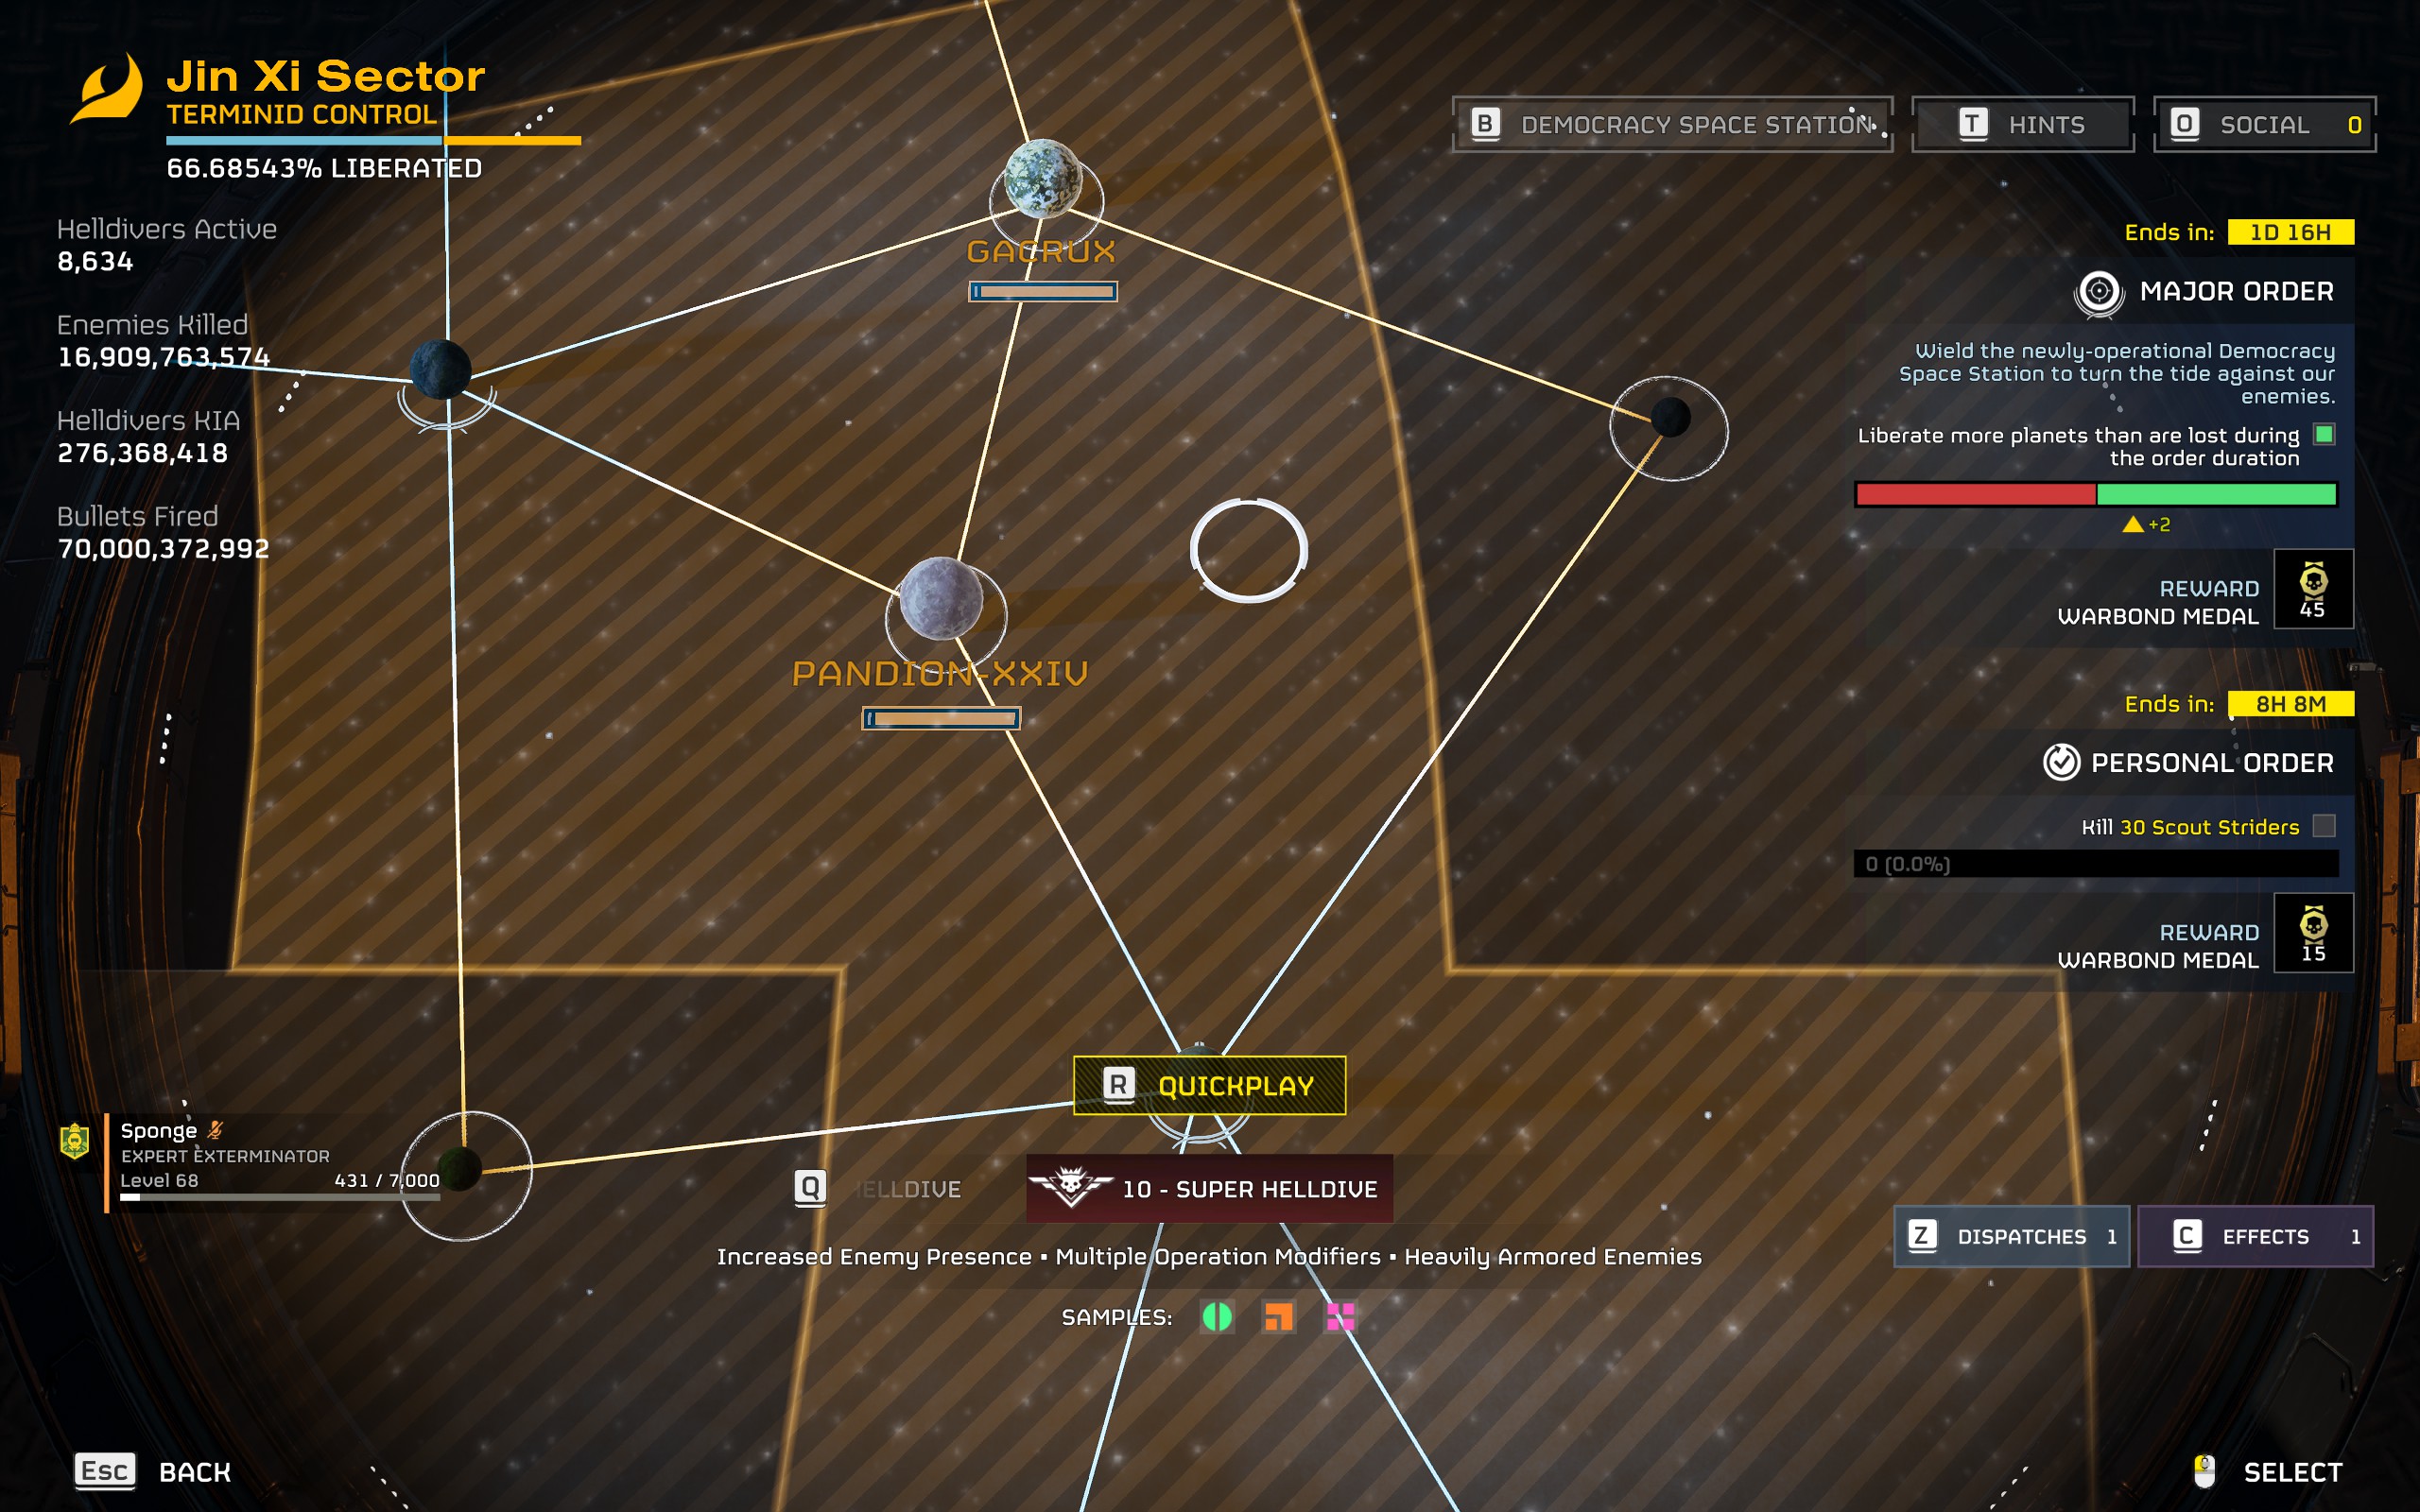 Jin Xi Sector
TERMINID CONTROL
66.68543% LIBERATED
Helldivers Active
8,634
Enemies Killed
16,909,763,574
Helldivers KIA
276,368,418
Bullets Fired
70,000,372,992
B DEMOCRACY SPACE STATION
T HINTS
O SOCIAL 0
GACRUX
PANDION-XXIV
Ends in: 1D 16H
MAJOR ORDER
Wield the newly-operational Democracy
Space Station to turn the tide against our
enemies.
Liberate more planets than are lost during
the order duration
+2
REWARD
WARBOND MEDAL
45
Ends in: 8H 8M
PERSONAL ORDER
Kill 30 Scout Striders
0 (0.0%)
REWARD
WARBOND MEDAL
15
R QUICKPLAY
Sponge
EXPERT EXTERMINATOR
Level 68 431 / 7,000
Q ELLDIVE
10 - SUPER HELLDIVE
Increased Enemy Presence ▪ Multiple Operation Modifiers ▪ Heavily Armored Enemies
SAMPLES:
Z DISPATCHES 1
C EFFECTS 1
Esc BACK
SELECT